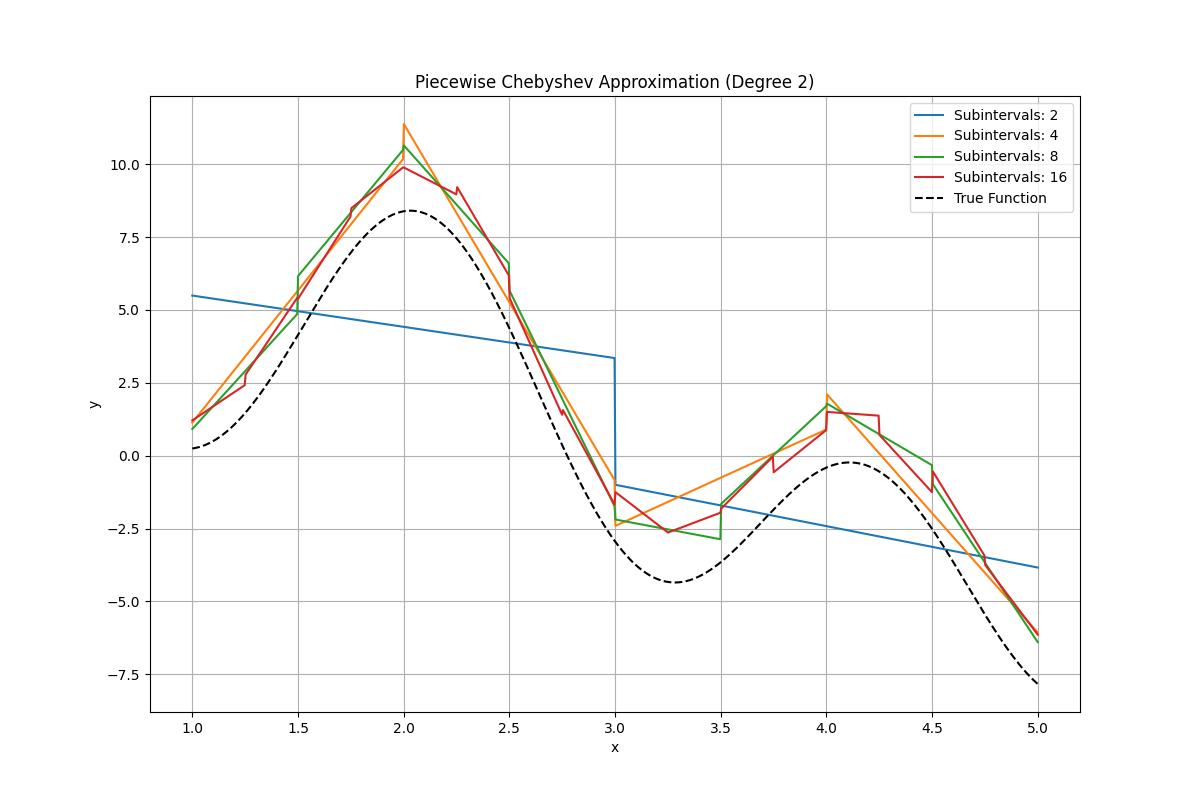 Piecewise Chebyshev Approximation (Degree 2)
Subintervals: 2
Subintervals: 4
Subintervals: 8
Subintervals: 16
True Function
10.0
7.5
5.0
2.5
0.0
−2.5
−5.0
−7.5
y
1.0 1.5 2.0 2.5 3.0 3.5 4.0 4.5 5.0
x